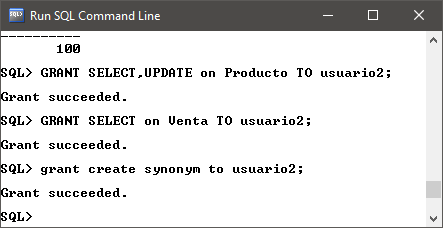 Run SQL Command Line
----------
100
SQL> GRANT SELECT,UPDATE on Producto TO usuario2;
Grant succeeded.
SQL> GRANT SELECT on Venta TO usuario2;
Grant succeeded.
SQL> grant create synonym to usuario2;
Grant succeeded.
SQL>